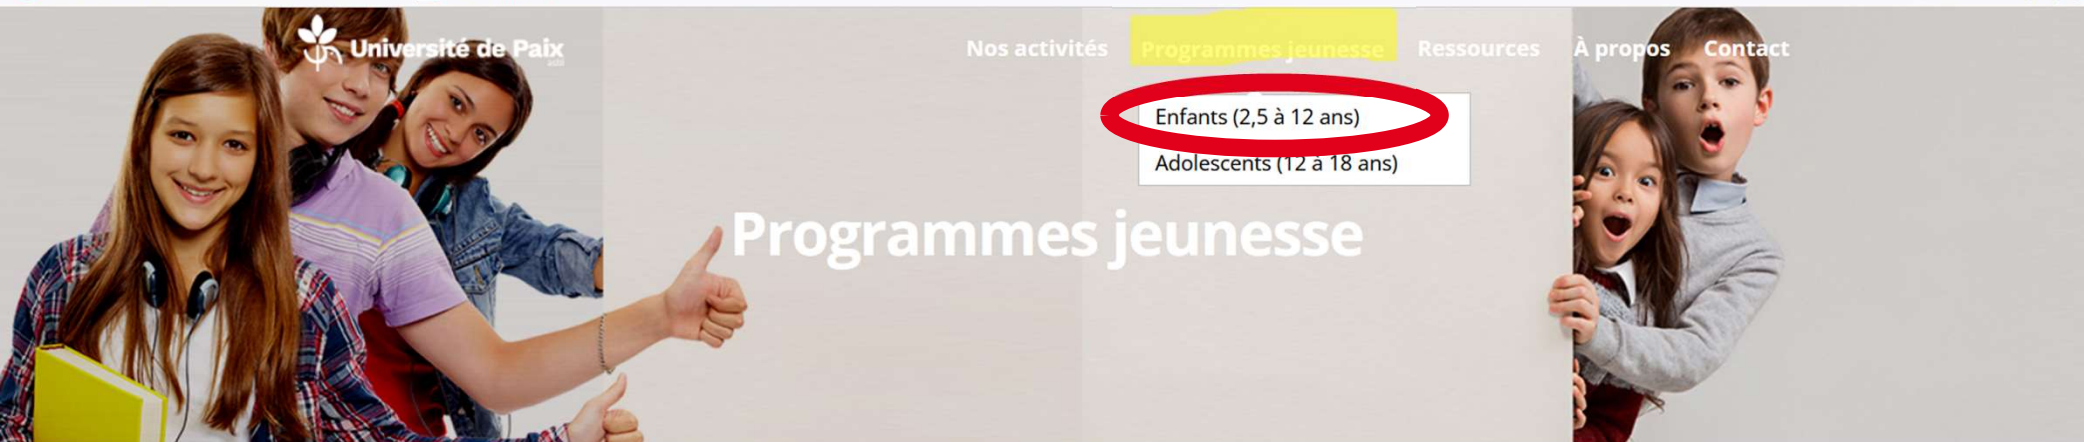 Université de Paix
asbl
Nos activités Programmes jeunesse Ressources À propos Contact
Enfants (2,5 à 12 ans)
Adolescents (12 à 18 ans)
Programmes jeunesse